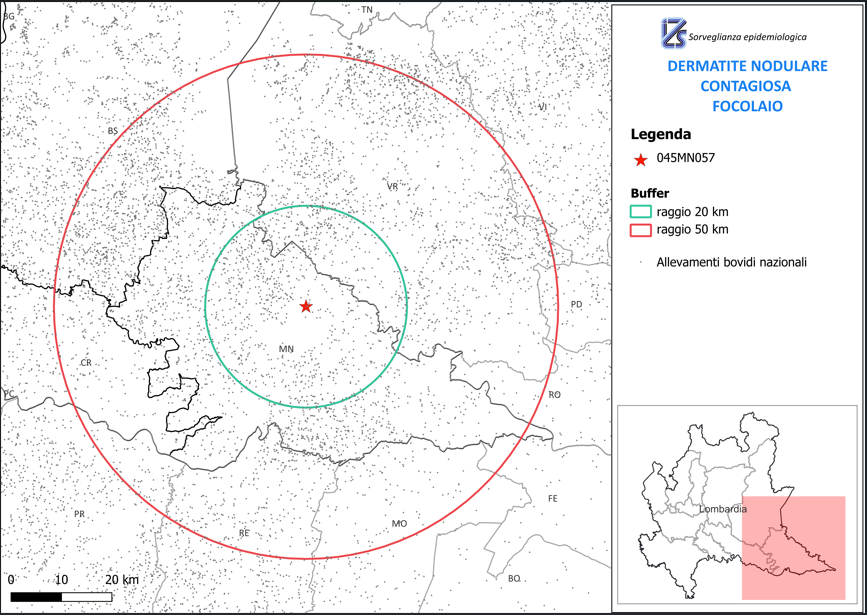 BG
TN
BS
VI
VR
PD
MN
CR
PC
RO
PR
RE
MO
FE
BO
0 10 20 km
IZS
Sorveglianza epidemiologica
DERMATITE NODULARE
CONTAGIOSA
FOCOLAIO
Legenda
045MN057
Buffer
raggio 20 km
raggio 50 km
Allevamenti bovidi nazionali
Lombardia